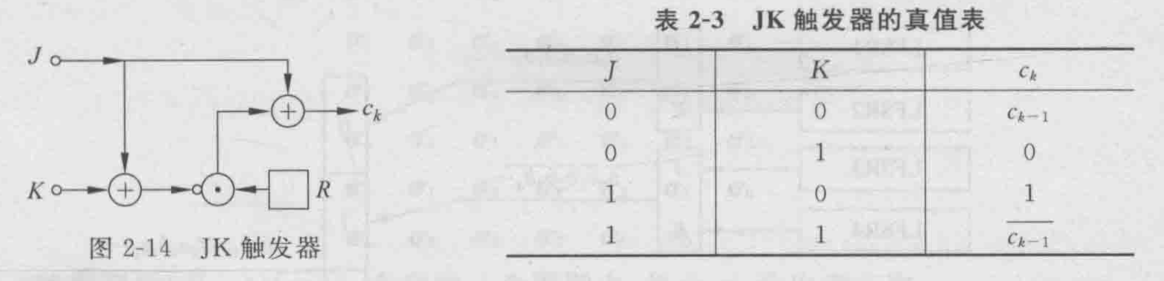 J
c_k
K
R
图 2-14 JK 触发器
表 2-3 JK 触发器的真值表
J K c_k
0 0 c_{k-1}
0 1 0
1 0 1
1 1 \overline{c_{k-1}}